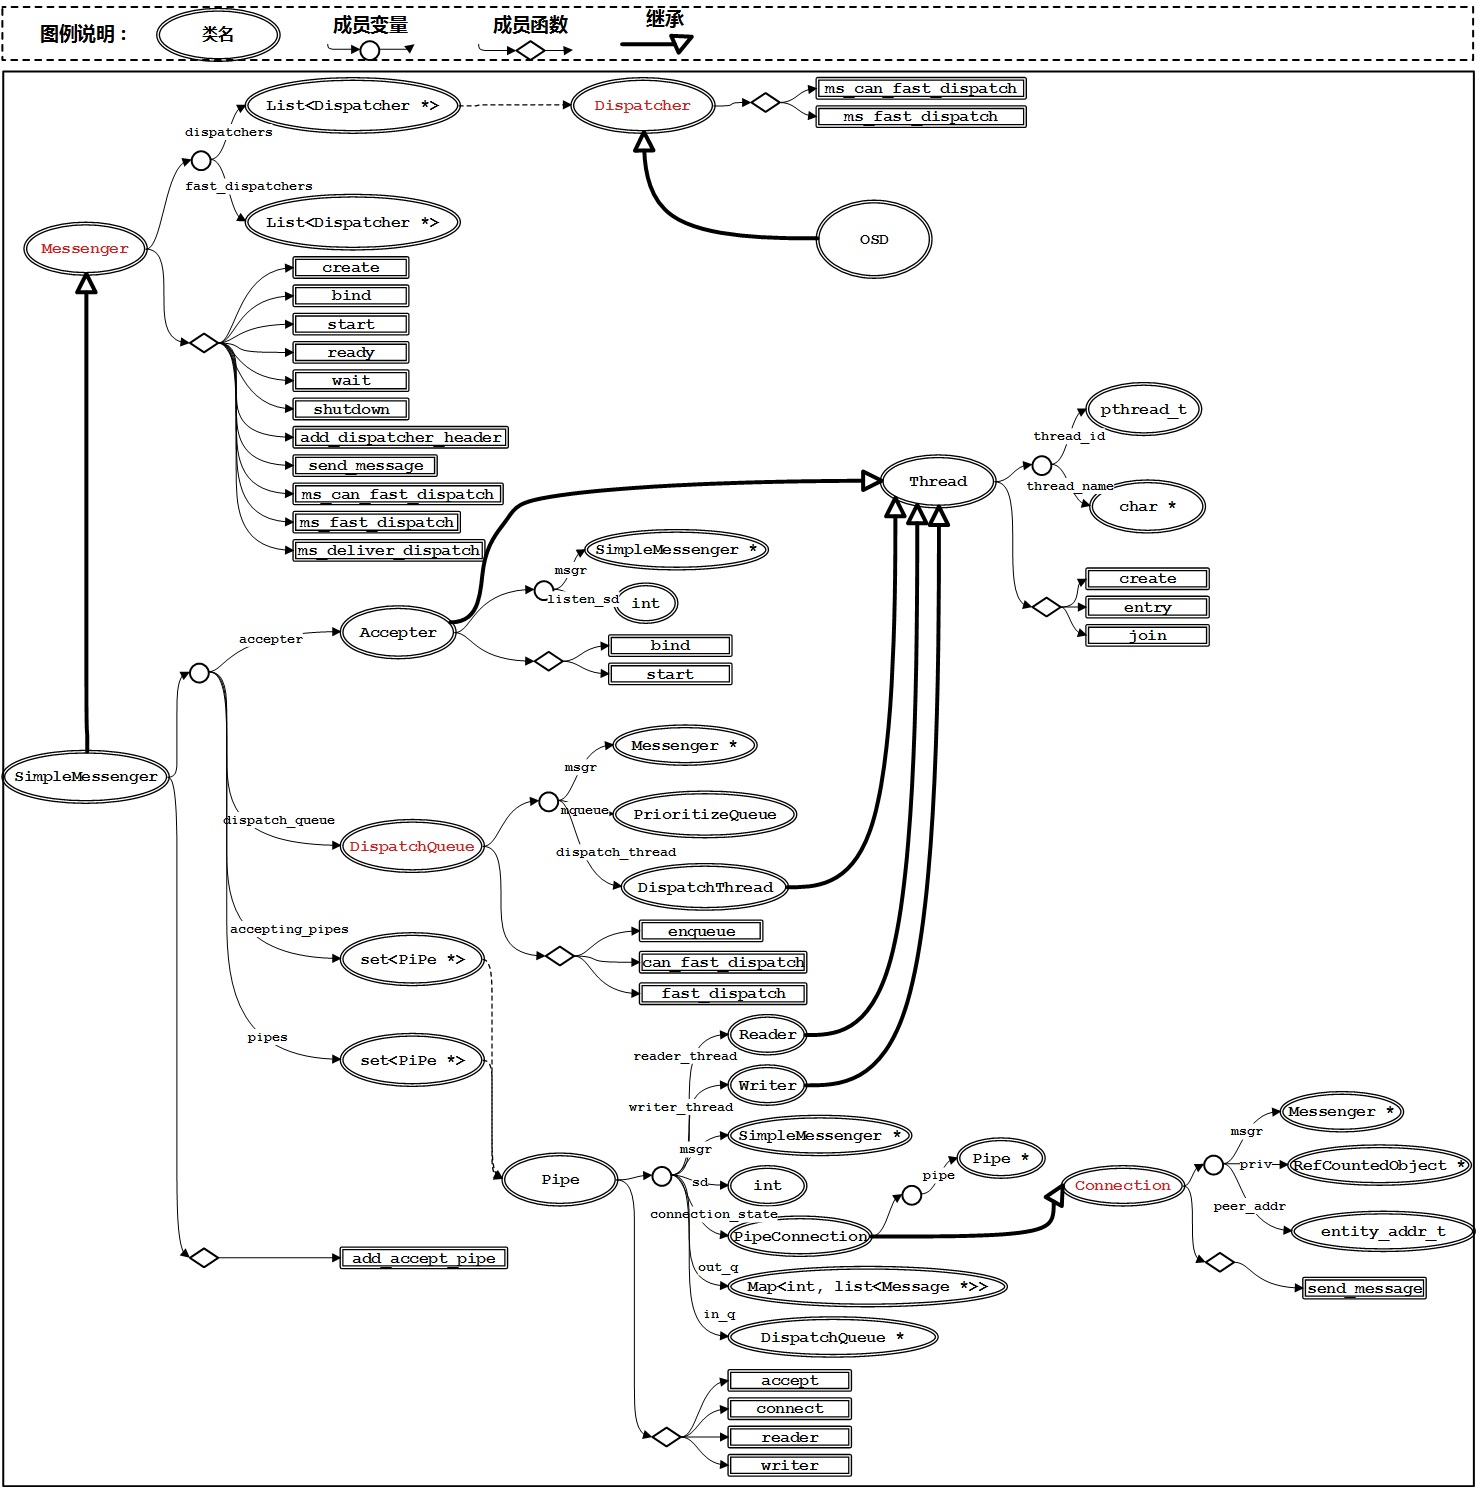 图例说明：
类名
成员变量
成员函数
继承
List<Dispatcher *>
Dispatcher
ms_can_fast_dispatch
ms_fast_dispatch
dispatchers
fast_dispatchers
List<Dispatcher *>
Messenger
OSD
create
bind
start
ready
wait
shutdown
add_dispatcher_header
send_message
ms_can_fast_dispatch
ms_fast_dispatch
ms_deliver_dispatch
Thread
thread_id
pthread_t
thread_name
char *
create
entry
join
SimpleMessenger
accepter
Accepter
msgr
SimpleMessenger *
listen_sd
int
bind
start
dispatch_queue
DispatchQueue
msgr
Messenger *
mqueue
PrioritizeQueue
dispatch_thread
DispatchThread
enqueue
can_fast_dispatch
fast_dispatch
accepting_pipes
set<PiPe *>
pipes
set<PiPe *>
Pipe
reader_thread
Reader
writer_thread
Writer
msgr
SimpleMessenger *
sd
int
connection_state
PipeConnection
pipe
Pipe *
Connection
msgr
Messenger *
priv
RefCountedObject *
peer_addr
entity_addr_t
send_message
out_q
Map<int, list<Message *>>
in_q
DispatchQueue *
accept
connect
reader
writer
add_accept_pipe